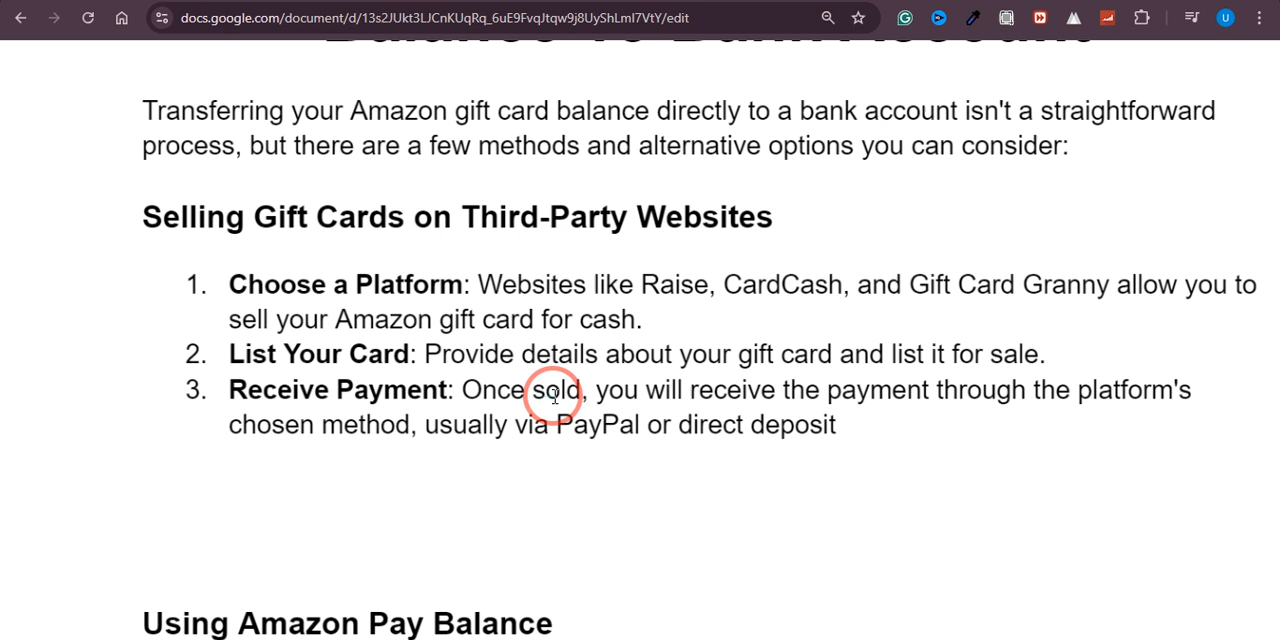 docs.google.com/document/d/13s2JUkt3LJCnKUqRq_6uE9FvqJtqw9j8UyShLmI7VtY/edit
U
Balance To Bank Account
Transferring your Amazon gift card balance directly to a bank account isn't a straightforward
process, but there are a few methods and alternative options you can consider:
Selling Gift Cards on Third-Party Websites
1. Choose a Platform: Websites like Raise, CardCash, and Gift Card Granny allow you to
sell your Amazon gift card for cash.
2. List Your Card: Provide details about your gift card and list it for sale.
3. Receive Payment: Once sold, you will receive the payment through the platform's
chosen method, usually via PayPal or direct deposit
Using Amazon Pay Balance